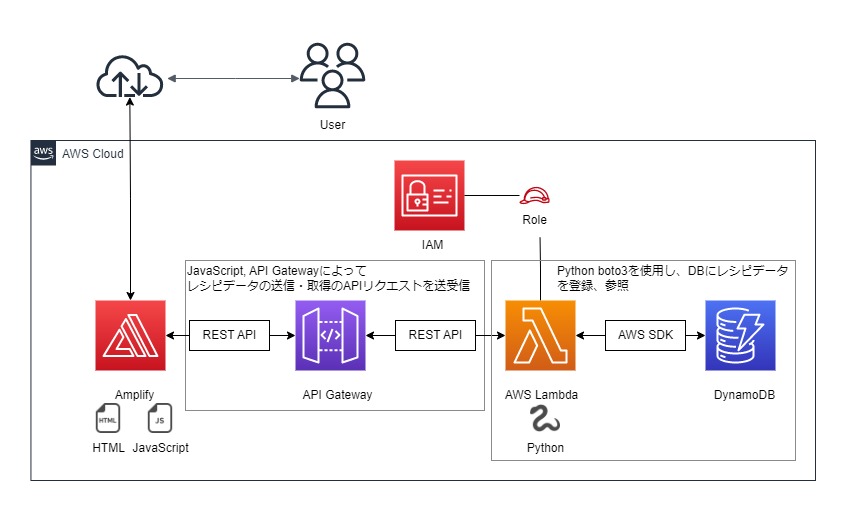 User
aws
AWS Cloud
IAM
Role
JavaScript, API Gatewayによって
レシピデータの送信・取得のAPIリクエストを送受信
Python boto3を使用し、DBにレシピデータ
を登録、参照
REST API
REST API
AWS SDK
Amplify
API Gateway
AWS Lambda
DynamoDB
HTML
JS
HTML
JavaScript
Python